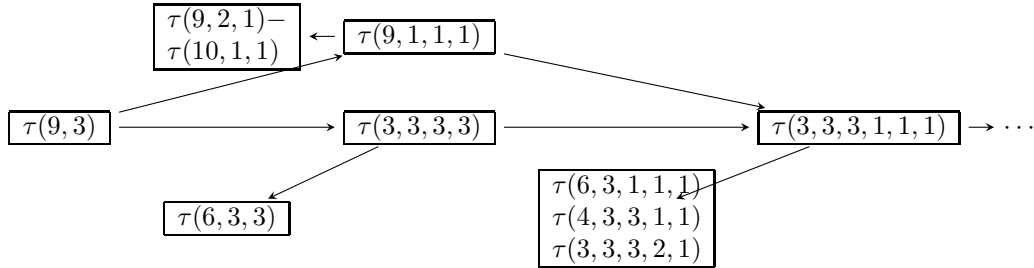 τ(9, 2, 1)−
τ(10, 1, 1)
τ(9, 1, 1, 1)
τ(9, 3)
τ(3, 3, 3, 3)
τ(3, 3, 3, 1, 1, 1)
···
τ(6, 3, 3)
τ(6, 3, 1, 1, 1)
τ(4, 3, 3, 1, 1)
τ(3, 3, 3, 2, 1)